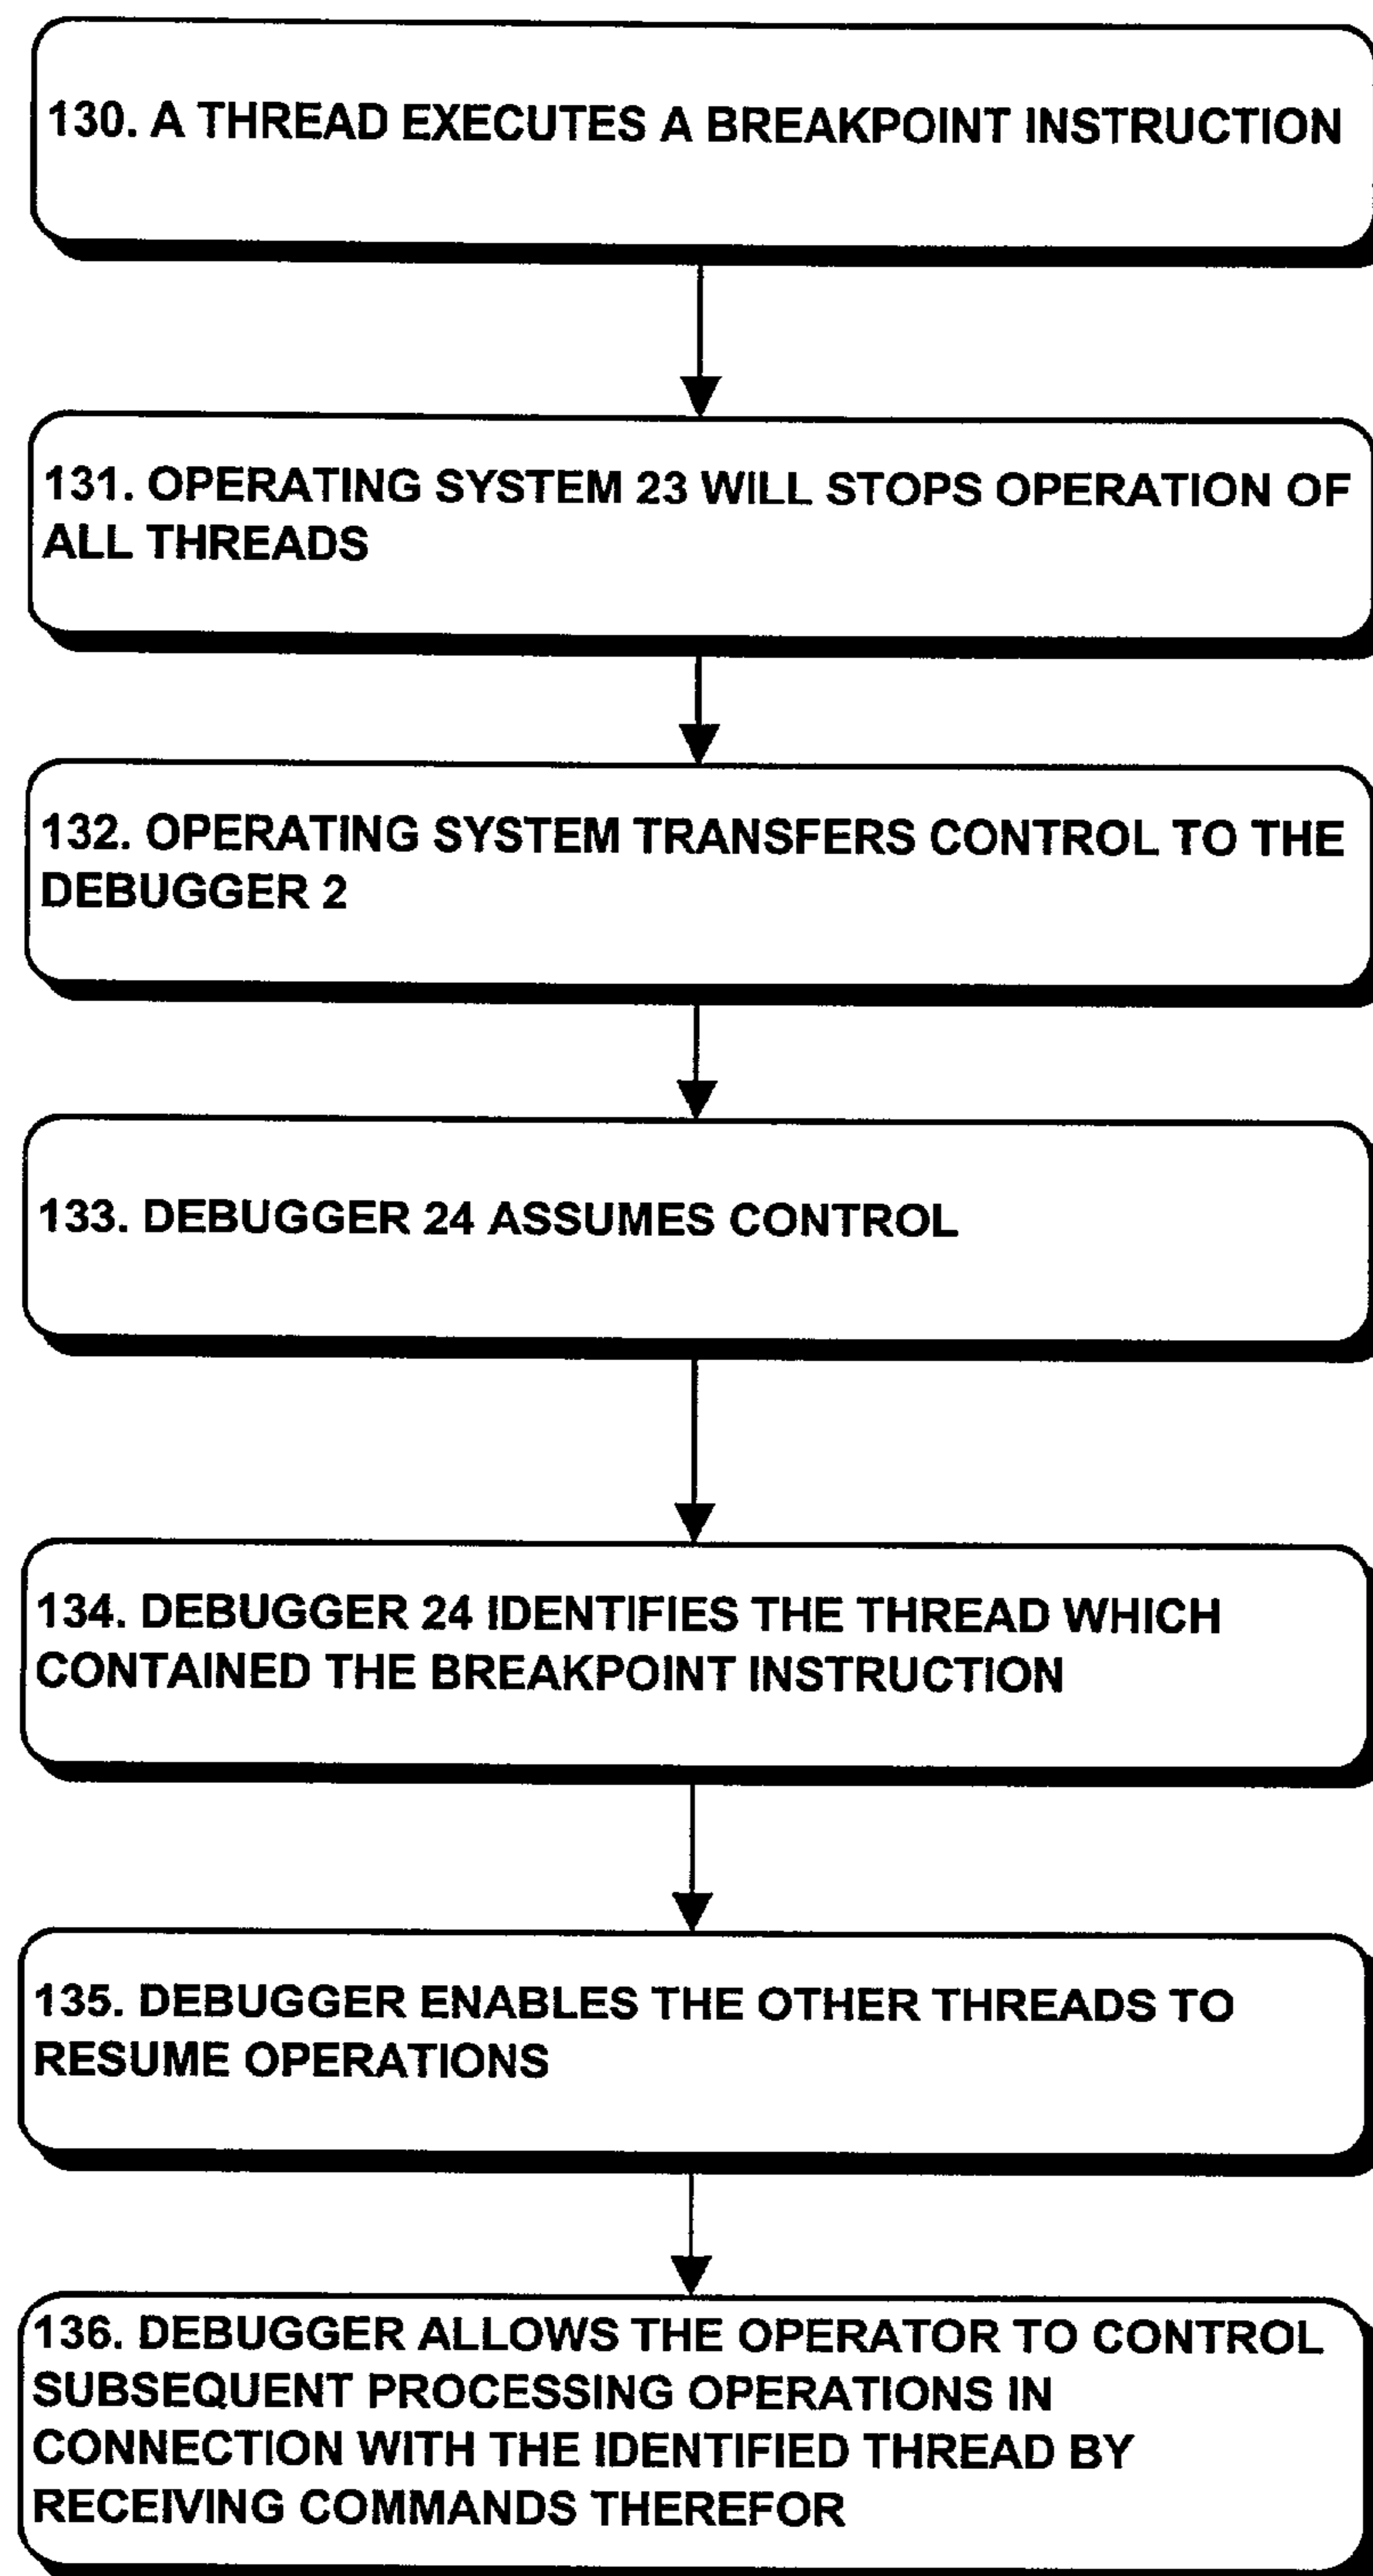 130. A THREAD EXECUTES A BREAKPOINT INSTRUCTION
131. OPERATING SYSTEM 23 WILL STOPS OPERATION OF
ALL THREADS
132. OPERATING SYSTEM TRANSFERS CONTROL TO THE
DEBUGGER 2
133. DEBUGGER 24 ASSUMES CONTROL
134. DEBUGGER 24 IDENTIFIES THE THREAD WHICH
CONTAINED THE BREAKPOINT INSTRUCTION
135. DEBUGGER ENABLES THE OTHER THREADS TO
RESUME OPERATIONS
136. DEBUGGER ALLOWS THE OPERATOR TO CONTROL
SUBSEQUENT PROCESSING OPERATIONS IN
CONNECTION WITH THE IDENTIFIED THREAD BY
RECEIVING COMMANDS THEREFOR